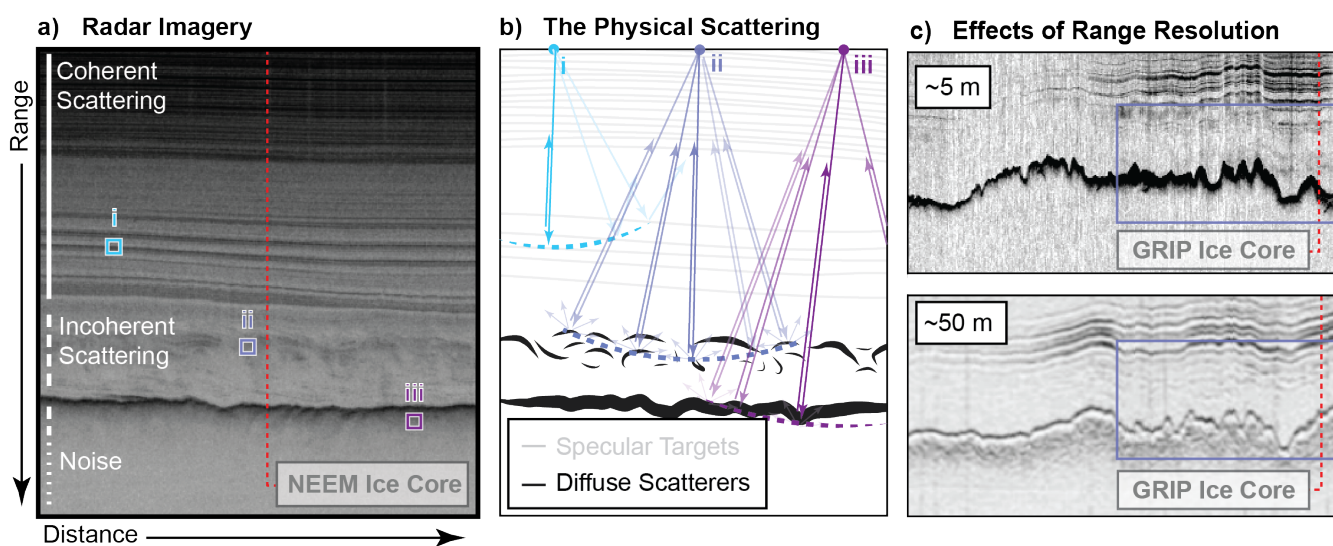 a) Radar Imagery
Range
Coherent
Scattering
i
ii
iii
Incoherent
Scattering
Noise
NEEM Ice Core
Distance
b) The Physical Scattering
i
ii
iii
Specular Targets
Diffuse Scatterers
c) Effects of Range Resolution
~5 m
GRIP Ice Core
~50 m
GRIP Ice Core